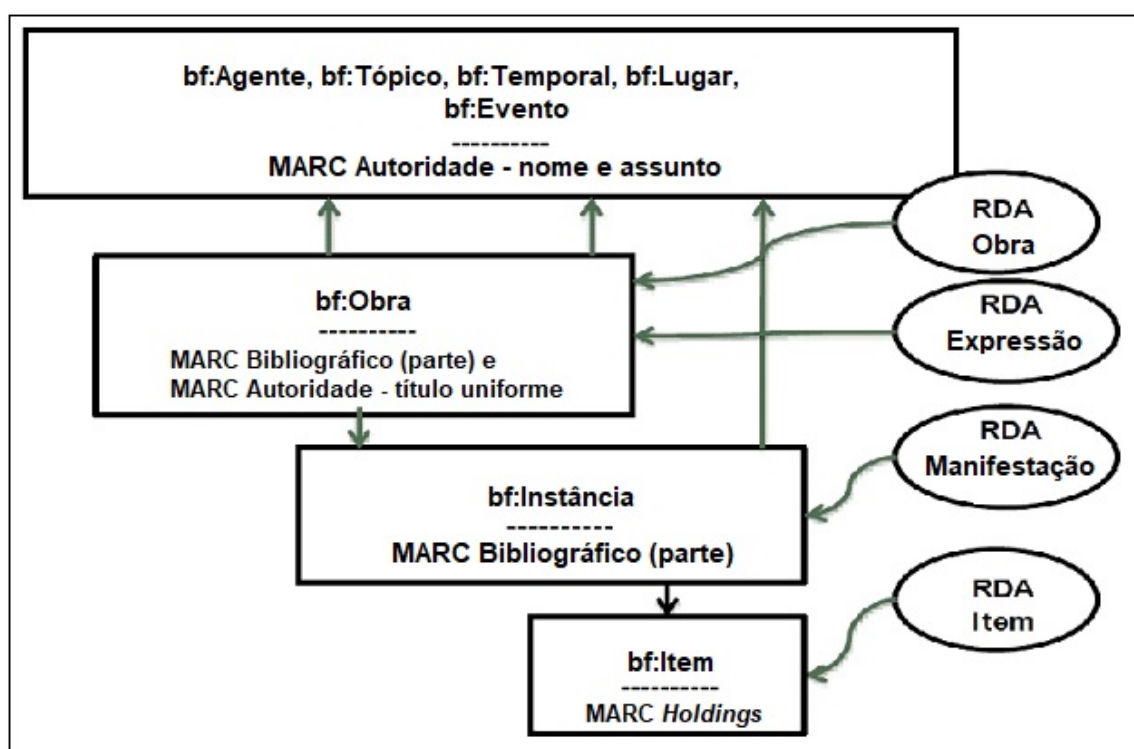 bf:Agente, bf:Tópico, bf:Temporal, bf:Lugar,
bf:Evento
----------
MARC Autoridade - nome e assunto
RDA
Obra
bf:Obra
----------
MARC Bibliográfico (parte) e
MARC Autoridade - título uniforme
RDA
Expressão
RDA
Manifestação
bf:Instância
----------
MARC Bibliográfico (parte)
RDA
Item
bf:Item
----------
MARC Holdings